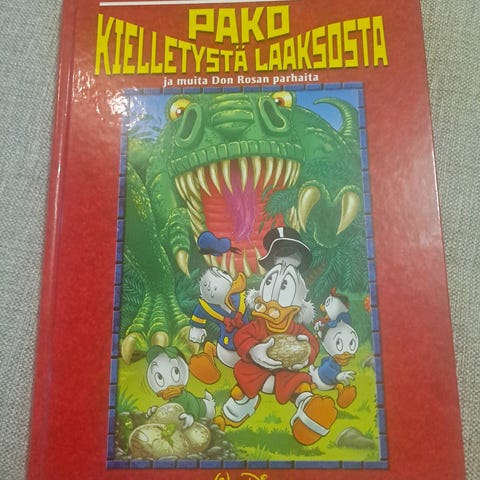 PAKO
KIELLETYSTÄ LAAKSOSTA
ja muita Don Rosan parhaita